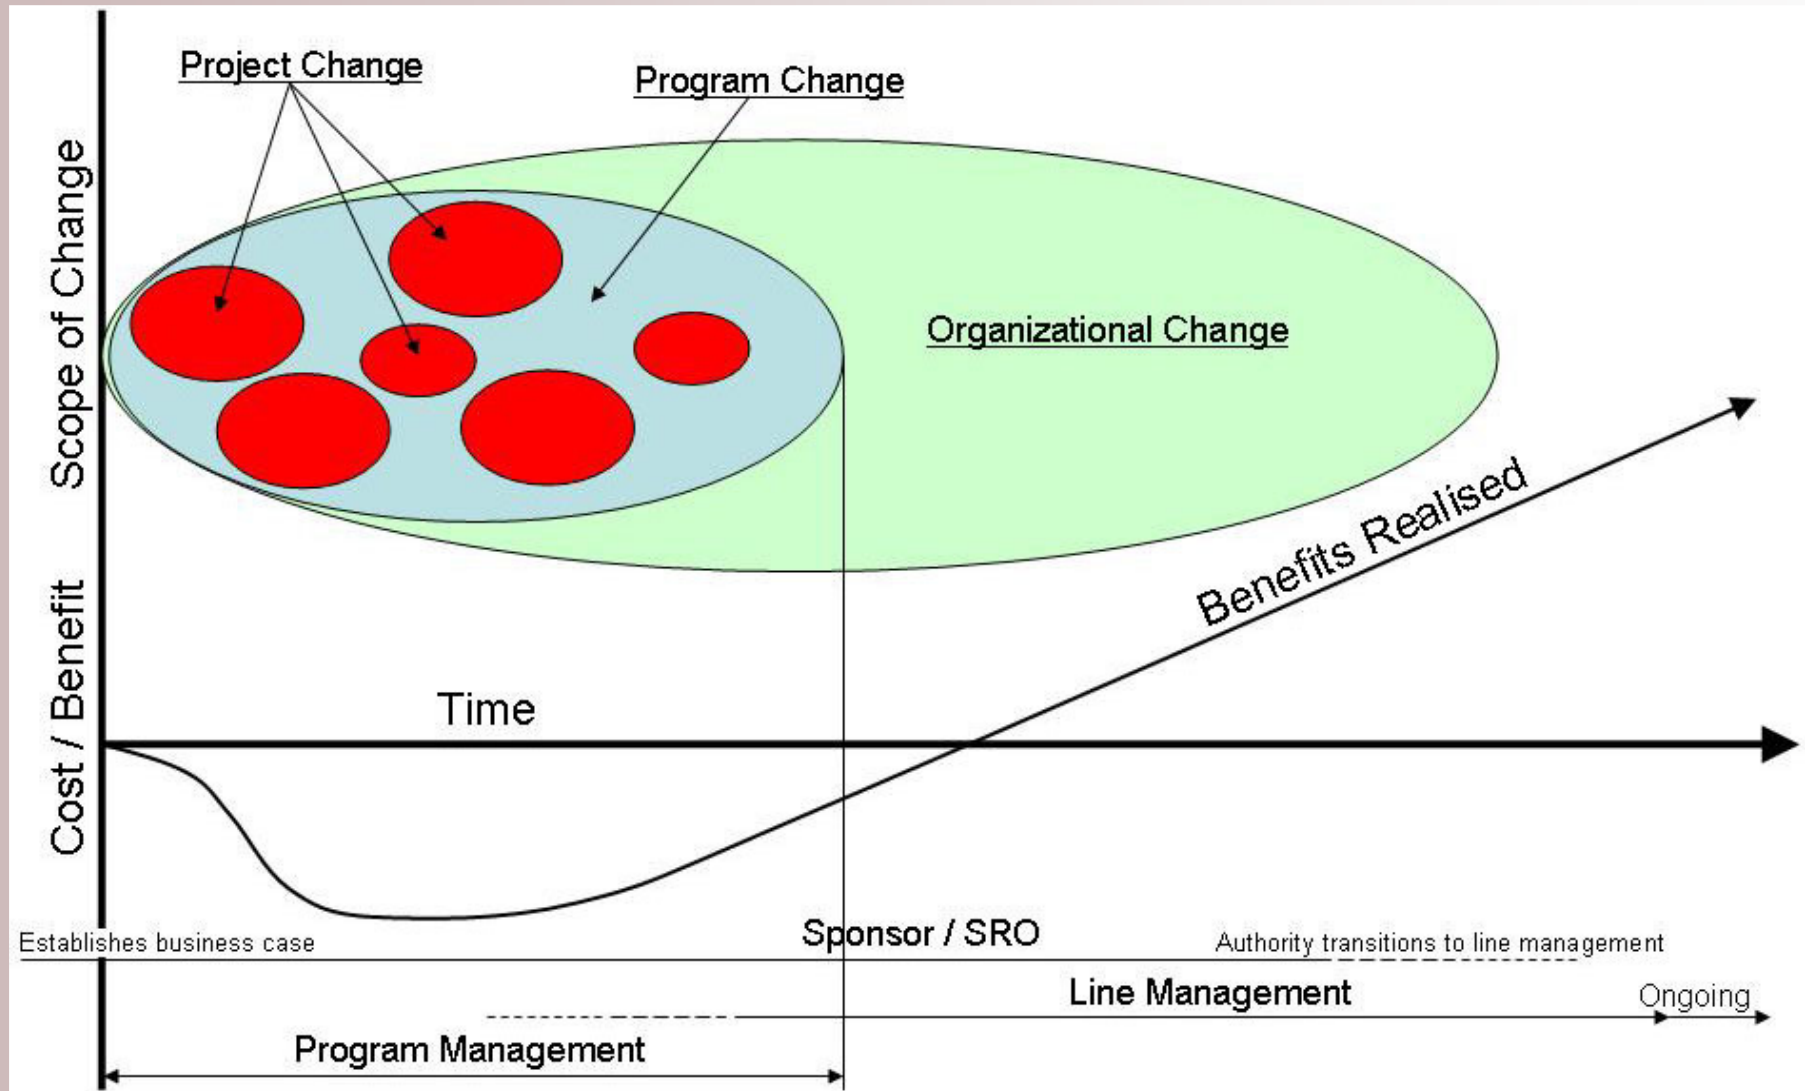 Project Change
Program Change
Scope of Change
Organizational Change
Benefits Realised
Cost / Benefit
Time
Establishes business case
Sponsor / SRO
Authority transitions to line management
Line Management
Ongoing
Program Management